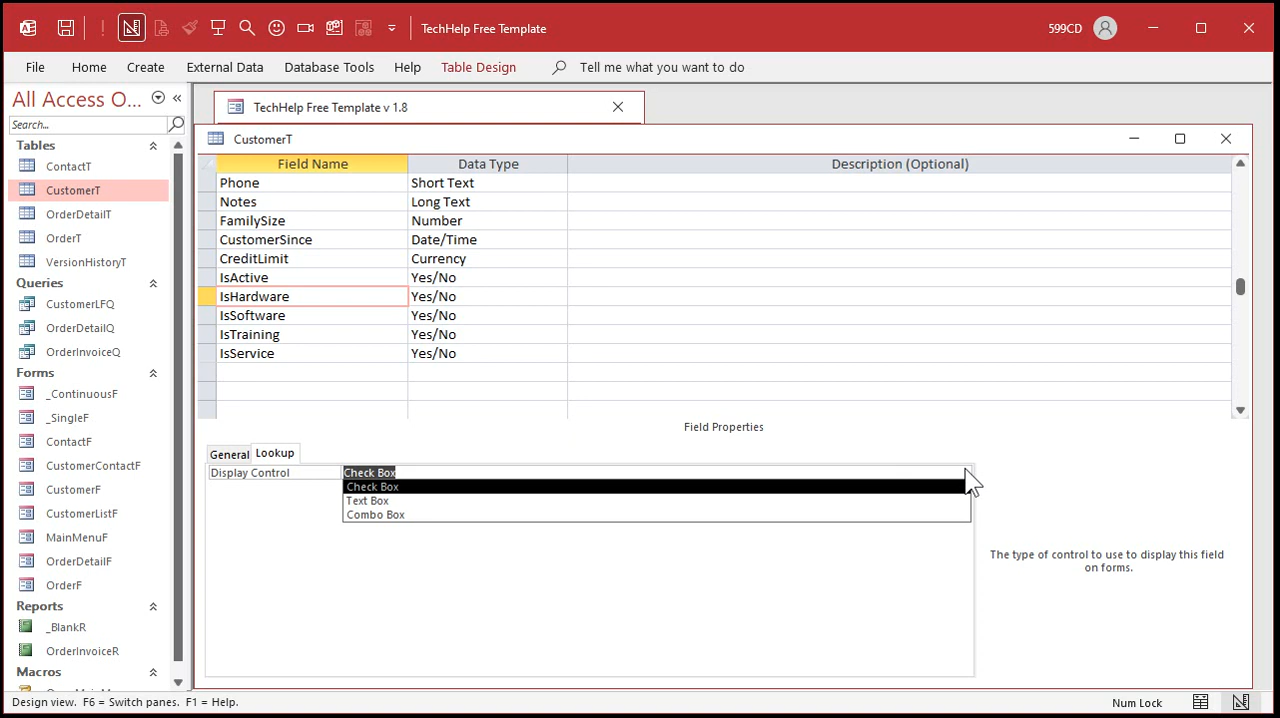 TechHelp Free Template
599CD
File Home Create External Data Database Tools Help Table Design Tell me what you want to do
All Access O...
Search...
Tables
ContactT
CustomerT
OrderDetailT
OrderT
VersionHistoryT
Queries
CustomerLFQ
OrderDetailQ
OrderInvoiceQ
Forms
_ContinuousF
_SingleF
ContactF
CustomerContactF
CustomerF
CustomerListF
MainMenuF
OrderDetailF
OrderF
Reports
_BlankR
OrderInvoiceR
Macros
TechHelp Free Template v 1.8
CustomerT
Field Name Data Type Description (Optional)
Phone Short Text
Notes Long Text
FamilySize Number
CustomerSince Date/Time
CreditLimit Currency
IsActive Yes/No
IsHardware Yes/No
IsSoftware Yes/No
IsTraining Yes/No
IsService Yes/No
Field Properties
General Lookup
Display Control Check Box
Check Box
Text Box
Combo Box
The type of control to use to display this field
on forms.
Design view. F6 = Switch panes. F1 = Help.
Num Lock